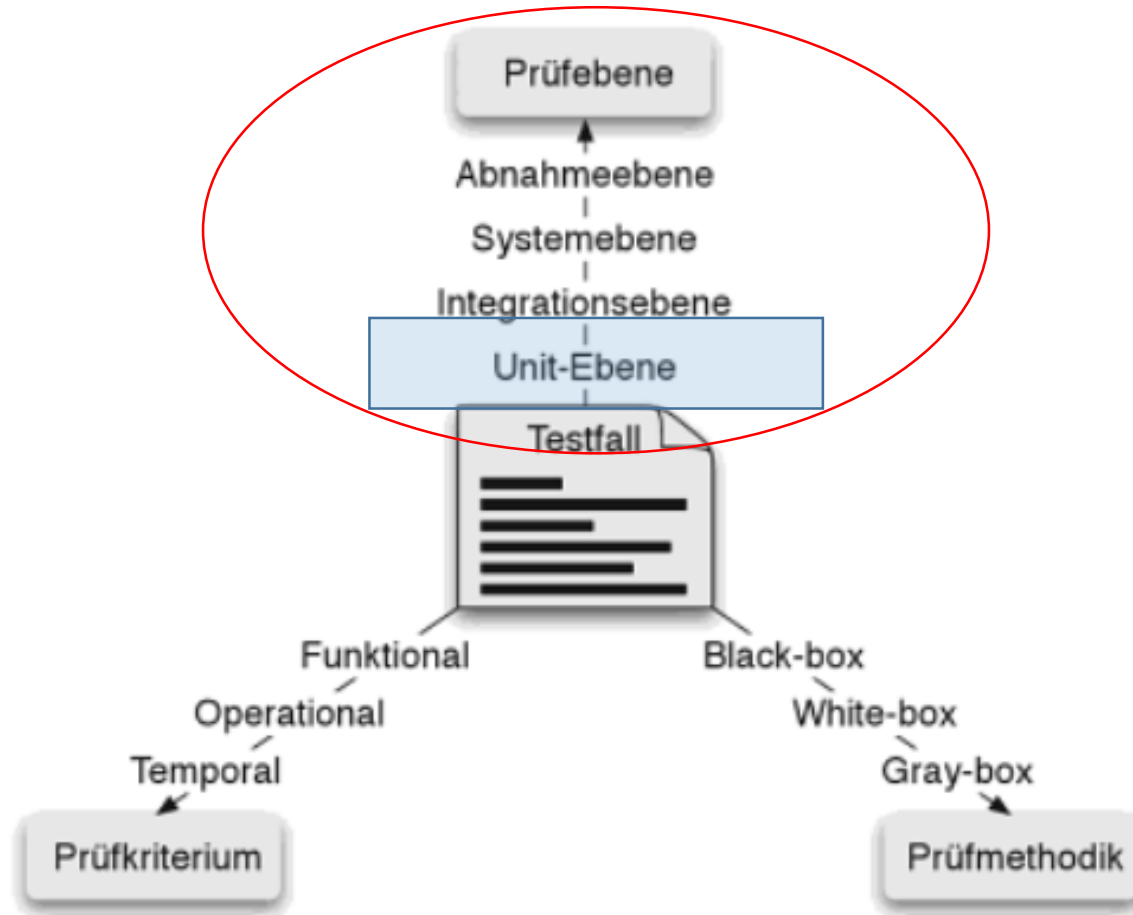 Prüfebene
Abnahmeebene
Systemebene
Integrationsebene
Unit-Ebene
Testfall
Funktional
Black-box
Operational
White-box
Temporal
Gray-box
Prüfkriterium
Prüfmethodik